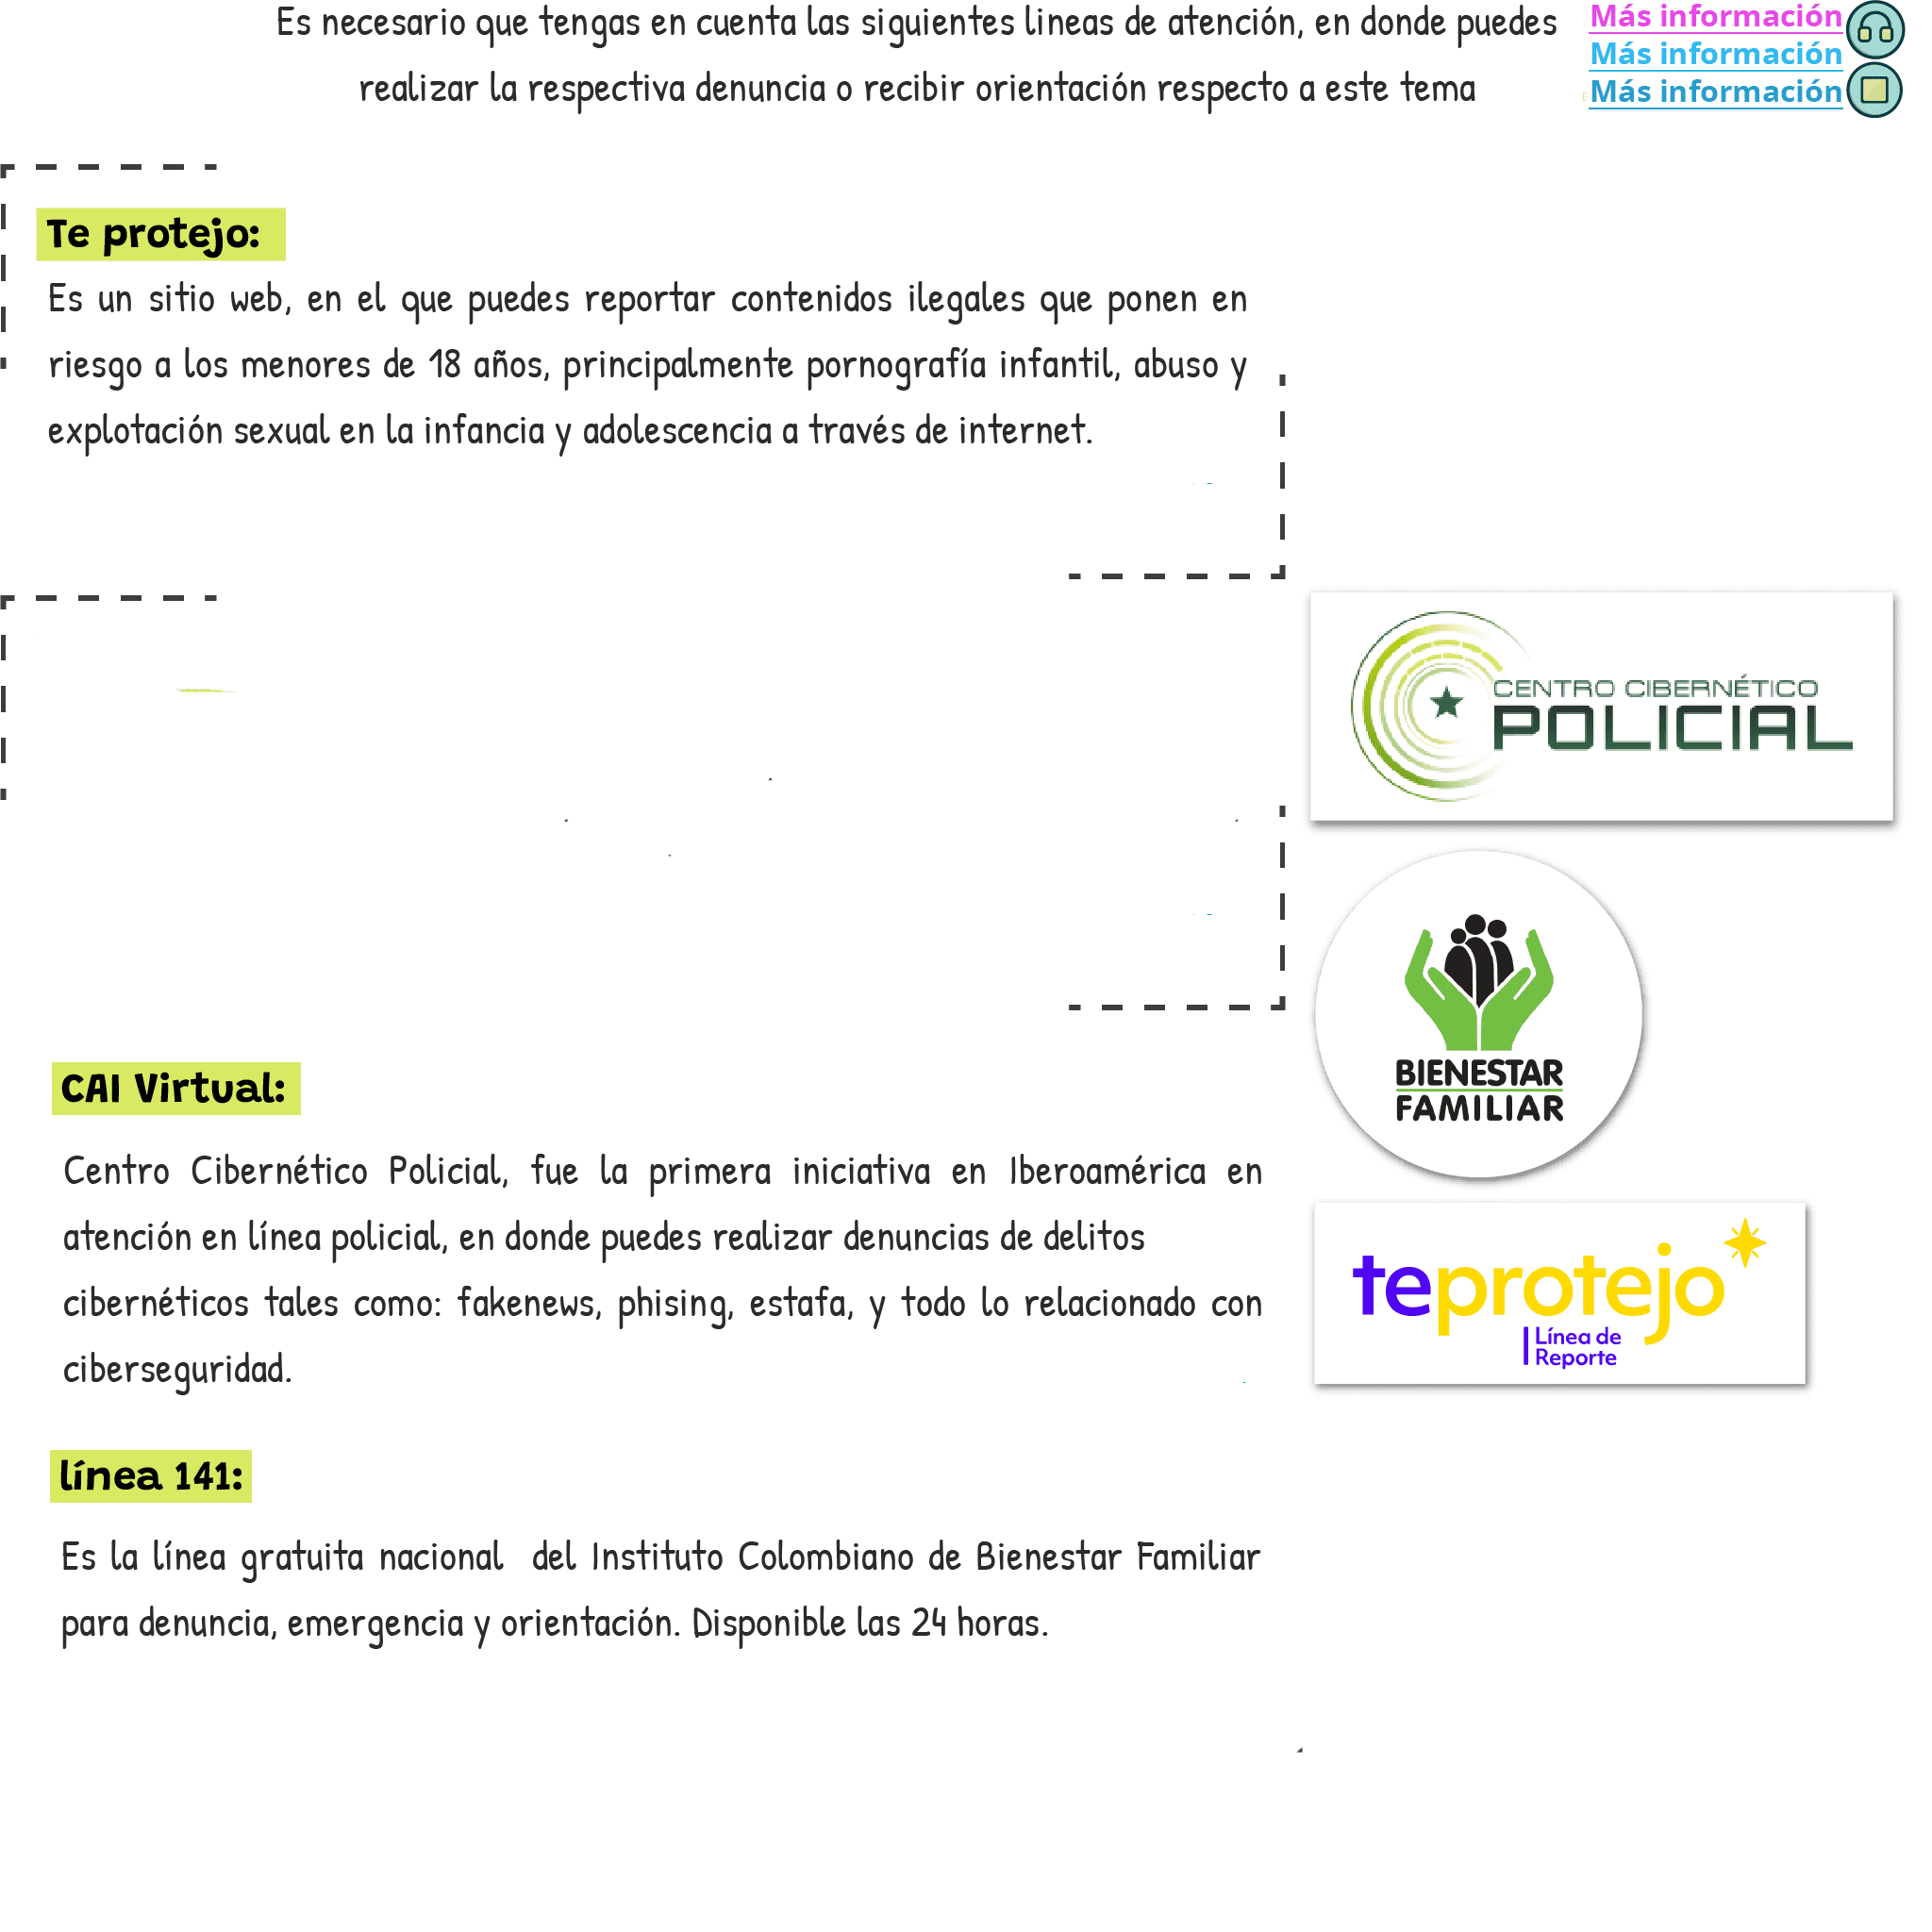 Es necesario que tengas en cuenta las siguientes lineas de atención, en donde puedes
realizar la respectiva denuncia o recibir orientación respecto a este tema
Más información
Más información
Más información
Te protejo:
Es un sitio web, en el que puedes reportar contenidos ilegales que ponen en
riesgo a los menores de 18 años, principalmente pornografía infantil, abuso y
explotación sexual en la infancia y adolescencia a través de internet.
CENTRO CIBERNÉTICO
POLICIAL
BIENESTAR
FAMILIAR
CAI Virtual:
Centro Cibernético Policial, fue la primera iniciativa en Iberoamérica en
atención en línea policial, en donde puedes realizar denuncias de delitos
cibernéticos tales como: fakenews, phising, estafa, y todo lo relacionado con
ciberseguridad.
teprotejo
Línea de
Reporte
línea 141:
Es la línea gratuita nacional del Instituto Colombiano de Bienestar Familiar
para denuncia, emergencia y orientación. Disponible las 24 horas.